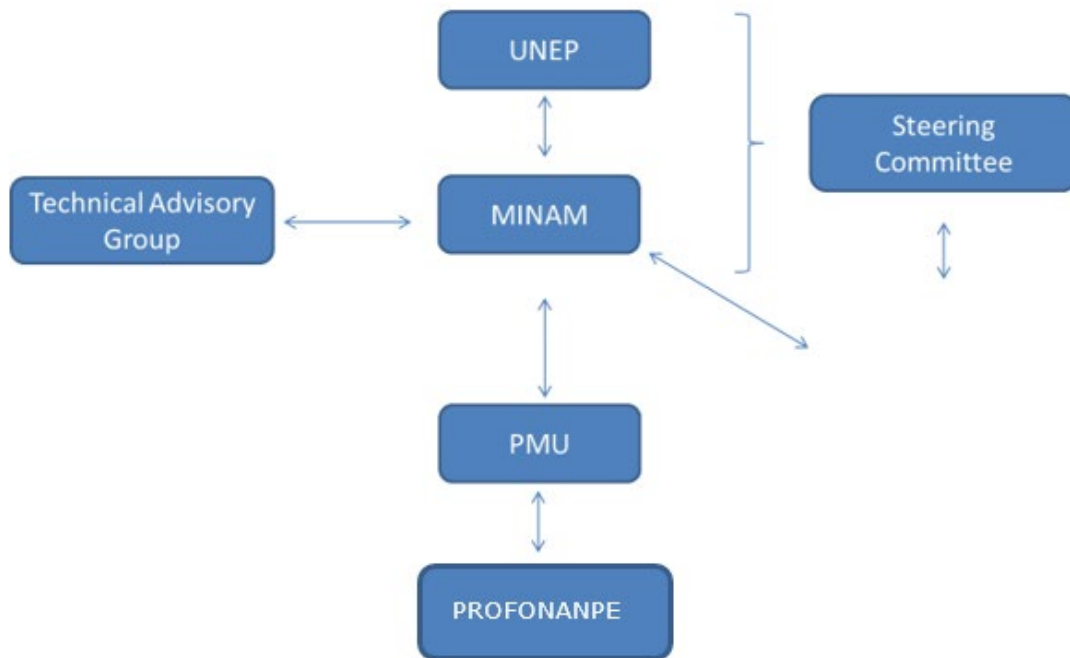 UNEP
Steering
Committee
Technical Advisory
Group
MINAM
PMU
PROFONANPE